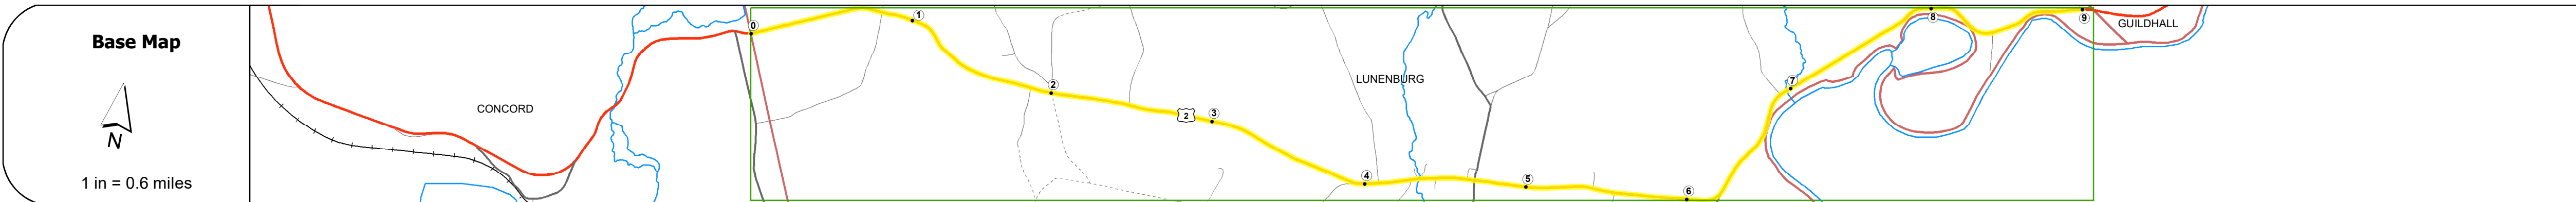 Base Map
N
1 in = 0.6 miles
CONCORD
0
1
2
2
3
LUNENBURG
4
5
6
7
8
9
GUILDHALL